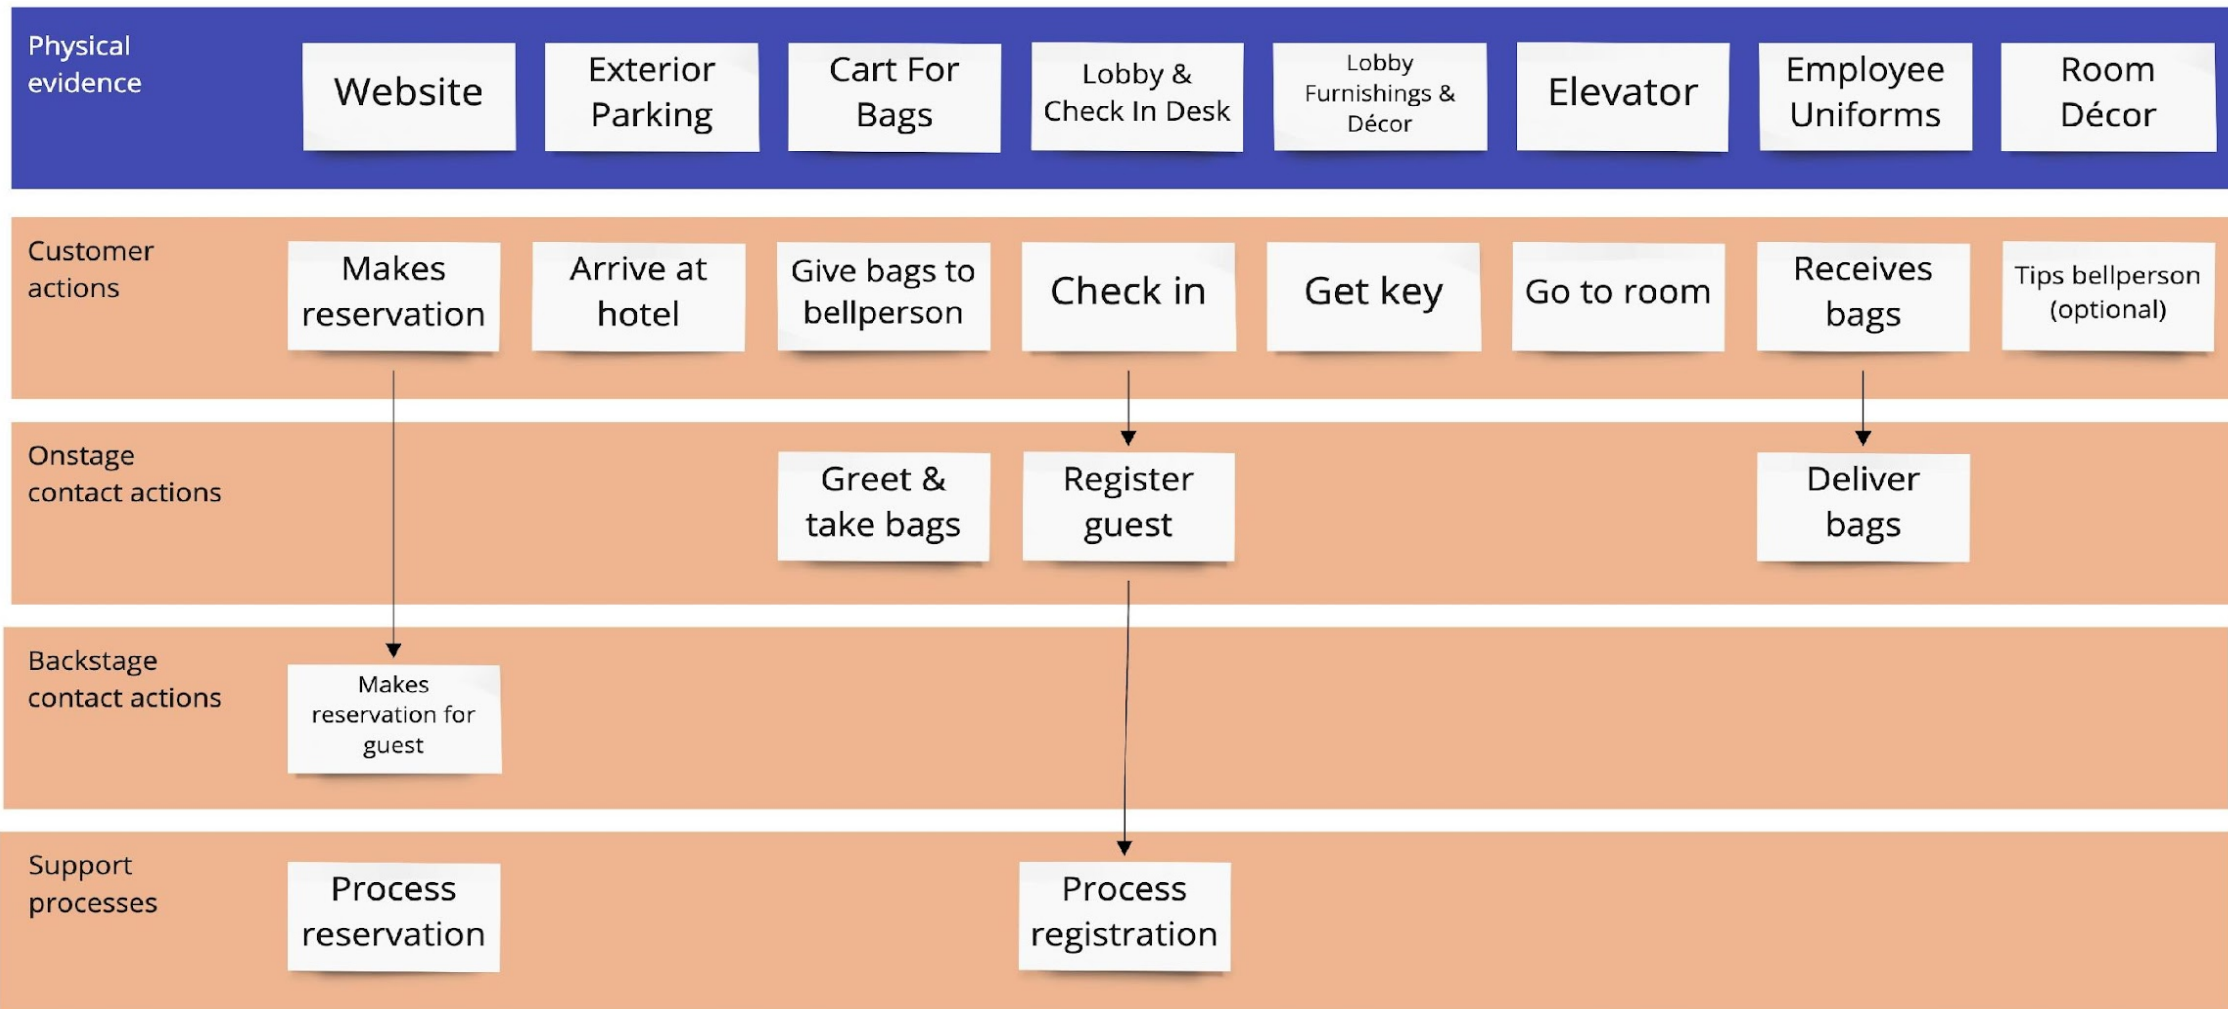 Physical
evidence
Website
Exterior
Parking
Cart For
Bags
Lobby &
Check In Desk
Lobby
Furnishings &
Décor
Elevator
Employee
Uniforms
Room
Décor
Customer
actions
Makes
reservation
Arrive at
hotel
Give bags to
bellperson
Check in
Get key
Go to room
Receives
bags
Tips bellperson
(optional)
Onstage
contact actions
Greet &
take bags
Register
guest
Deliver
bags
Backstage
contact actions
Makes
reservation for
guest
Support
processes
Process
reservation
Process
registration